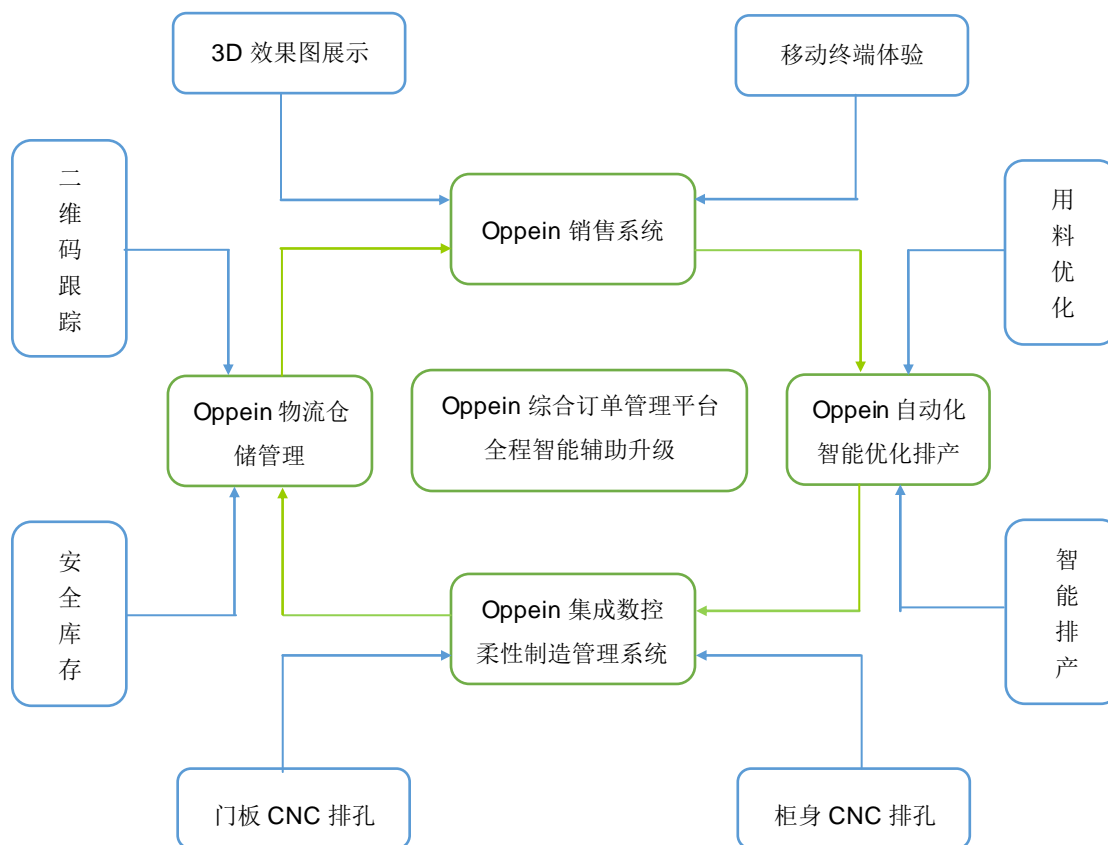 3D 效果图展示
移动终端体验
二维码跟踪
Oppein 销售系统
用料优化
Oppein 物流仓
储管理
Oppein 综合订单管理平台
全程智能辅助升级
Oppein 自动化
智能优化排产
安全库存
Oppein 集成数控
柔性制造管理系统
智能排产
门板 CNC 排孔
柜身 CNC 排孔